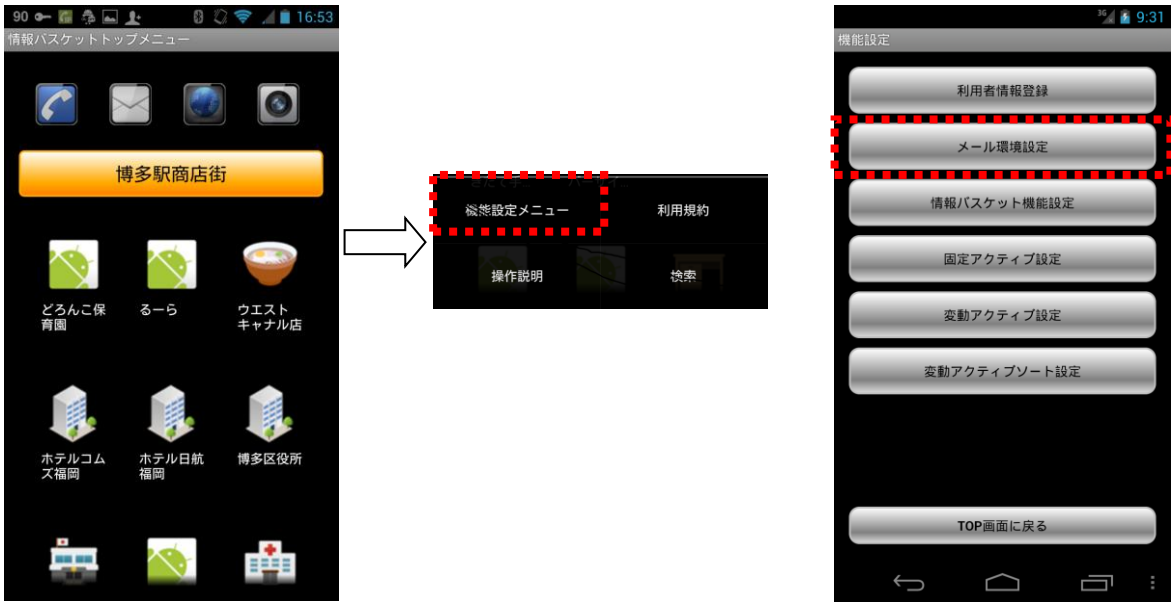 90
16:53
情報バスケットトップメニュー
博多駅商店街
どろんこ保
育園
るーら
ウエスト
キャナル店
ホテルコム
ズ福岡
ホテル日航
福岡
博多区役所
機能設定メニュー
利用規約
操作説明
検索
3G
9:31
機能設定
利用者情報登録
メール環境設定
情報バスケット機能設定
固定アクティブ設定
変動アクティブ設定
変動アクティブソート設定
TOP画面に戻る